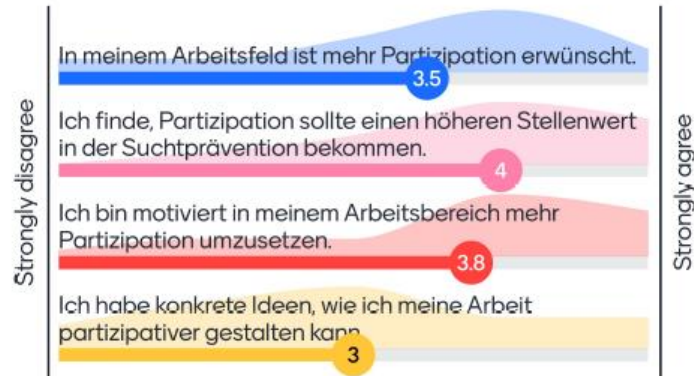 In meinem Arbeitsfeld ist mehr Partizipation erwünscht.
3.5
Ich finde, Partizipation sollte einen höheren Stellenwert
in der Suchtprävention bekommen.
4
Ich bin motiviert in meinem Arbeitsbereich mehr
Partizipation umzusetzen.
3.8
Ich habe konkrete Ideen, wie ich meine Arbeit
partizipativer gestalten kann.
3
Strongly disagree
Strongly agree